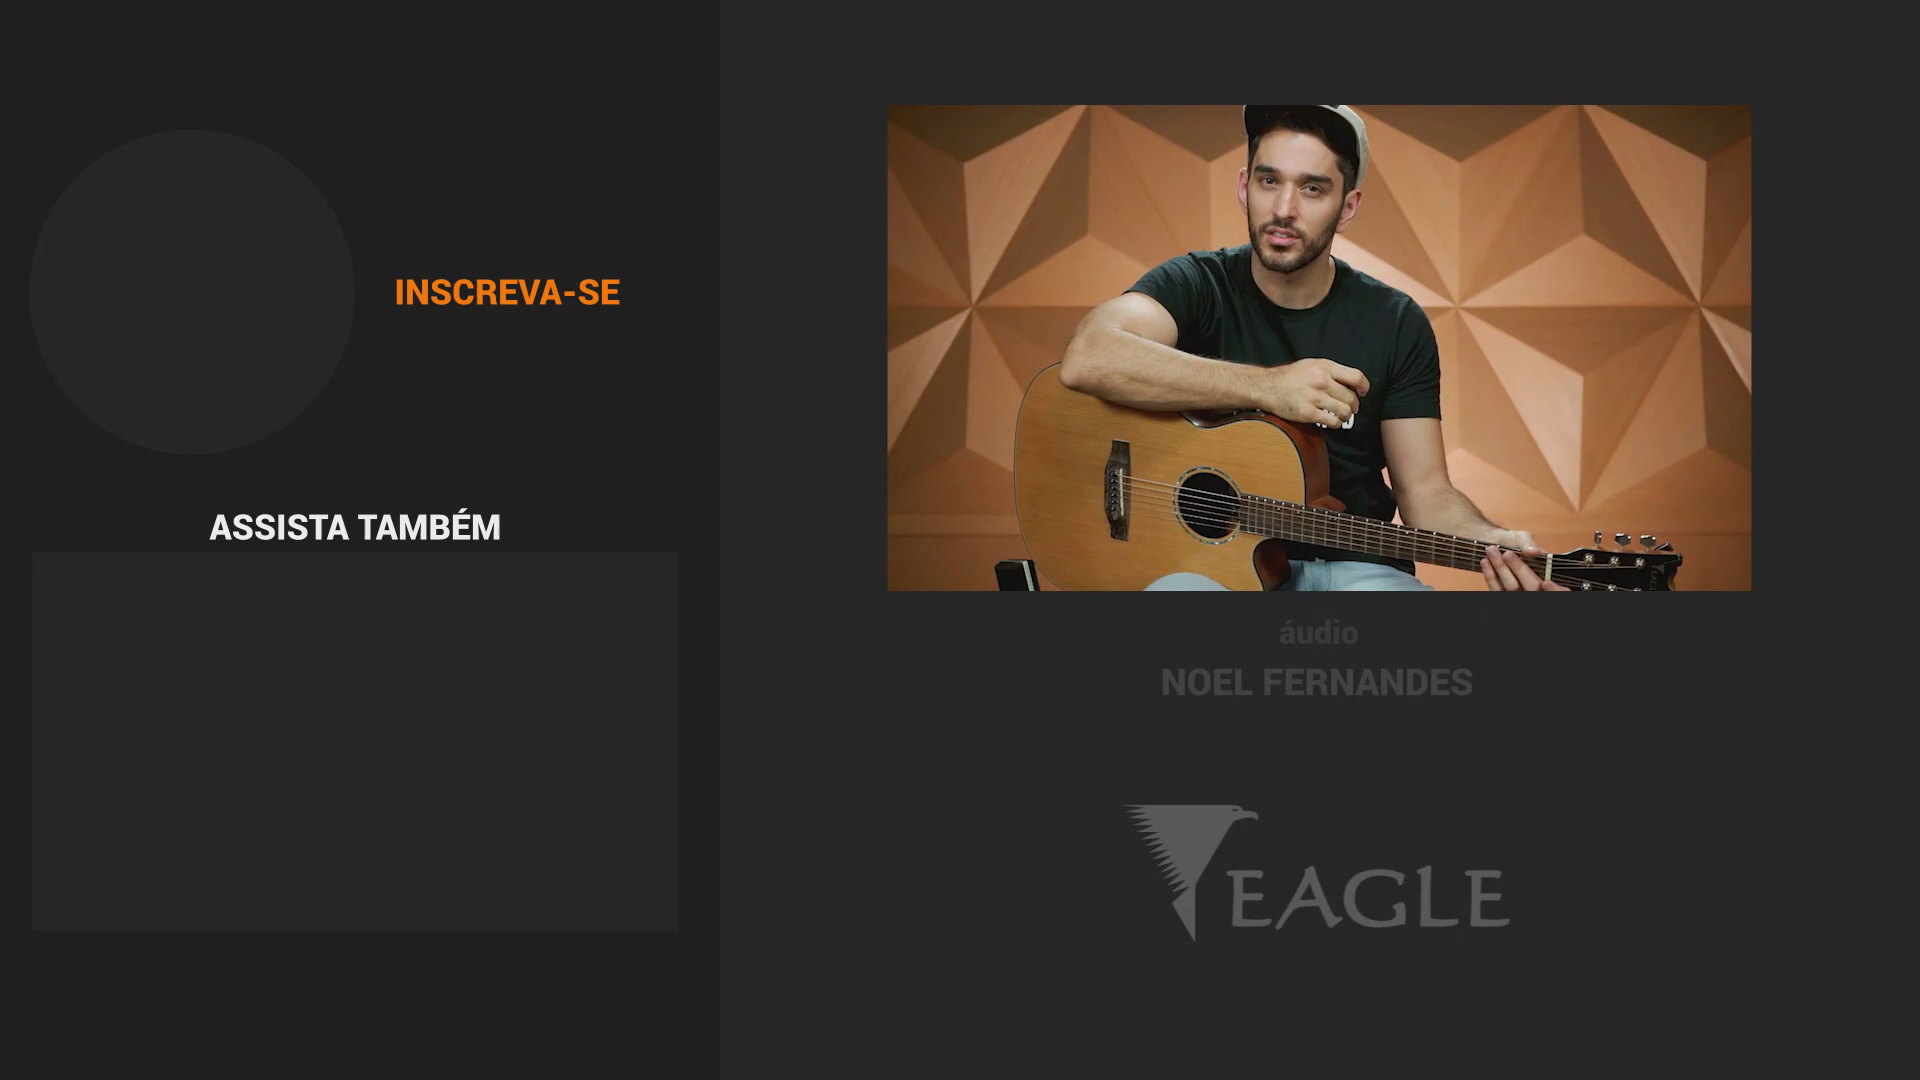 INSCREVA-SE
ASSISTA TAMBÉM
áudio
NOEL FERNANDES
EAGLE